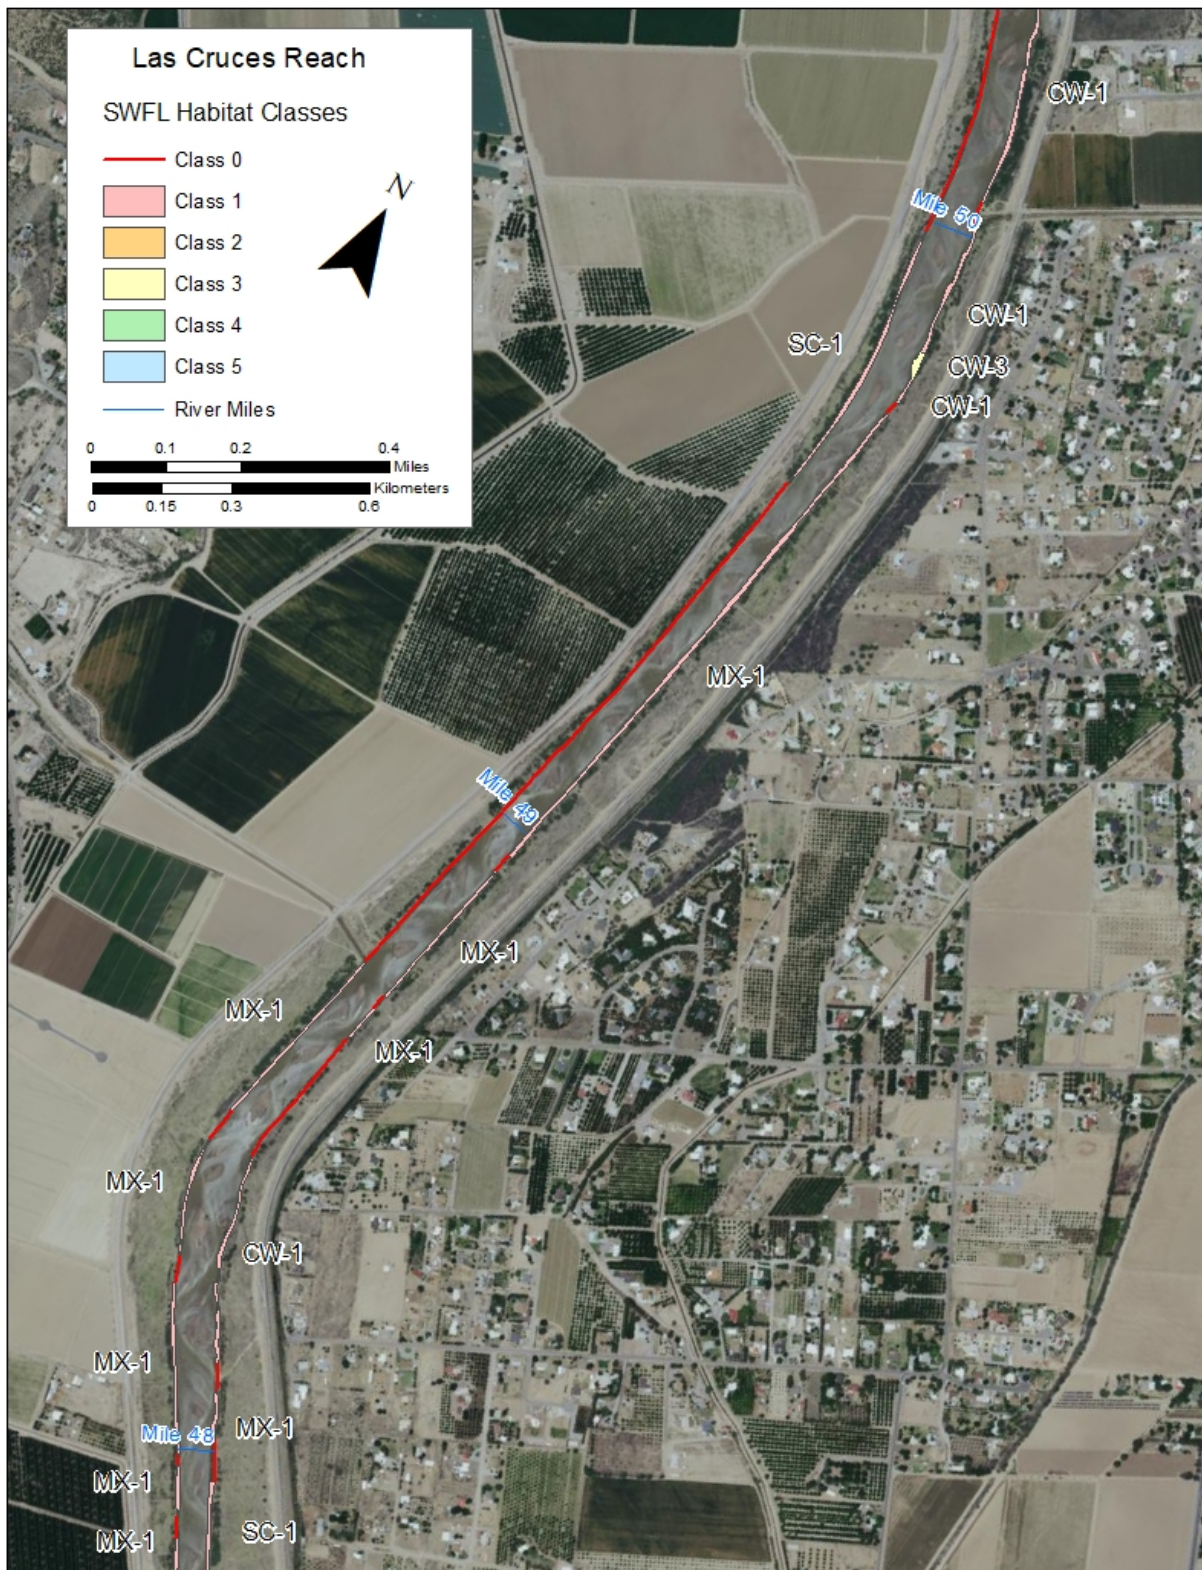 Las Cruces Reach
SWFL Habitat Classes
Class 0
Class 1
Class 2
Class 3
Class 4
Class 5
River Miles
N
0 0.1 0.2 0.4
Miles
Kilometers
0 0.15 0.3 0.6
CW-1
Mile 50
CW-1
SC-1
CW-3
CW-1
MX-1
Mile 49
MX-1
MX-1
MX-1
MX-1
CW-1
MX-1
MX-1
Mile 48
MX-1
SC-1
MX-1